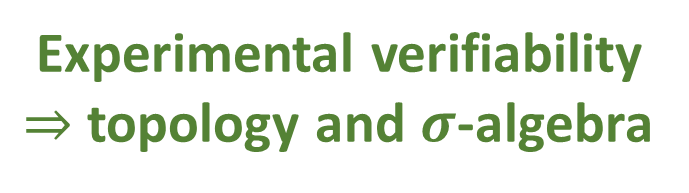 Experimental verifiability
⇒ topology and 𝝈-algebra